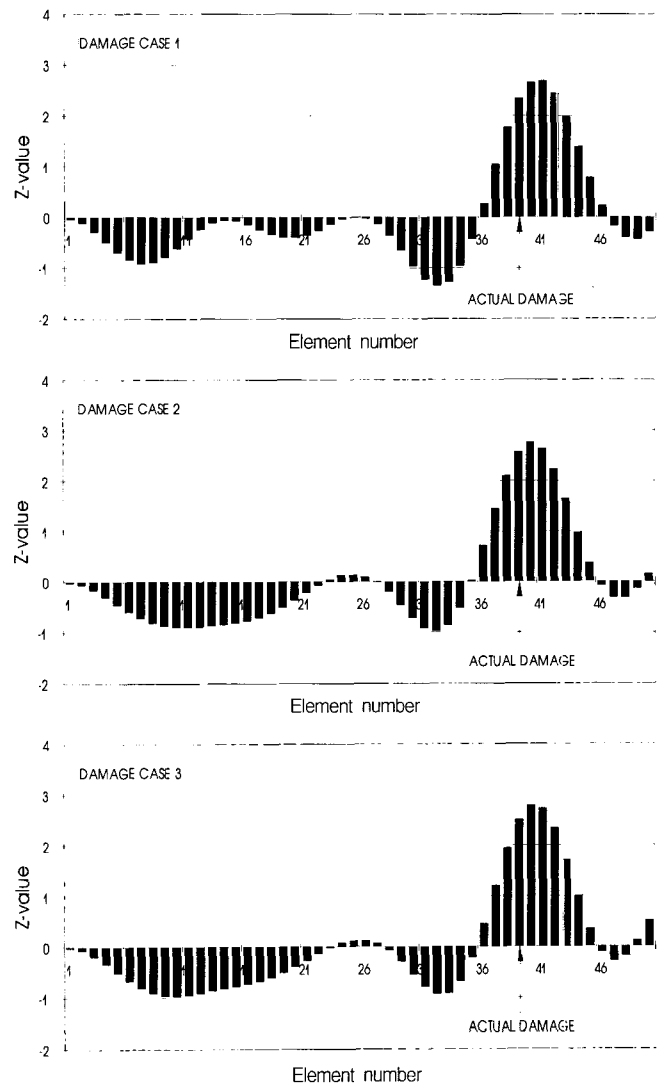 4
DAMAGE CASE 1
3
2
1
0
-1
-2
Z-value
1 11 21 26 36 41 46
ACTUAL DAMAGE
Element number
4
DAMAGE CASE 2
3
2
1
0
-1
-2
Z-value
1 11 21 26 36 41 46
ACTUAL DAMAGE
Element number
4
DAMAGE CASE 3
3
2
1
0
-1
-2
Z-value
1 11 21 26 36 41 46
ACTUAL DAMAGE
Element number